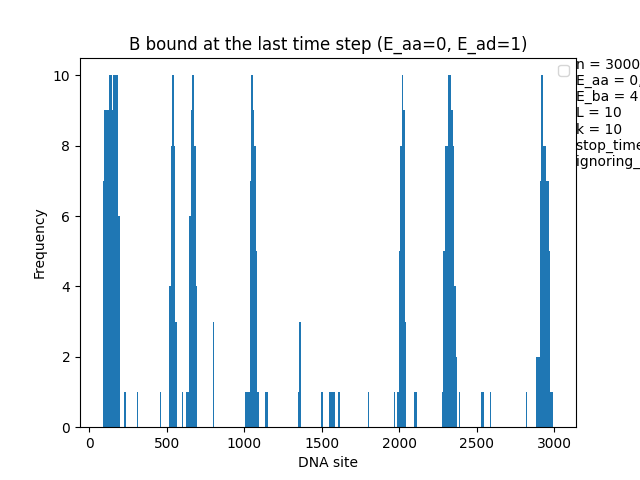 B bound at the last time step (E_aa=0, E_ad=1)
n = 3000
E_aa = 0,
E_ba = 4
L = 10
k = 10
stop_time
ignoring_
Frequency
10
8
6
4
2
0
0 500 1000 1500 2000 2500 3000
DNA site